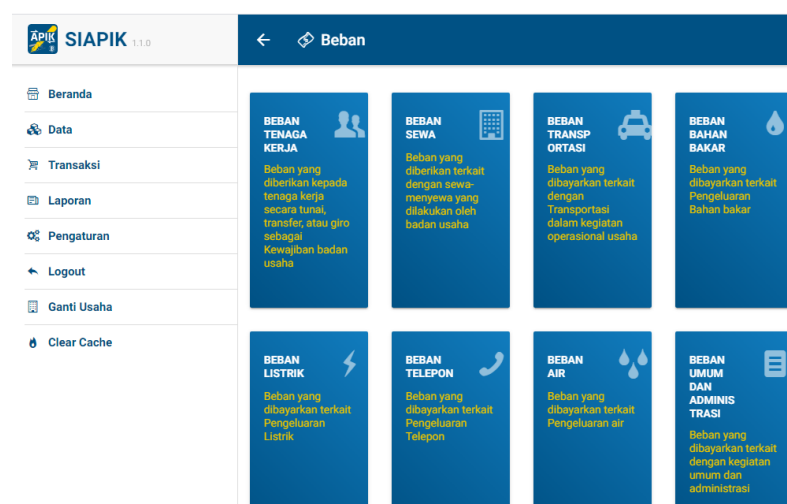 APIK SIAPIK 1.1.0
Beban
Beranda
Data
Transaksi
Laporan
Pengaturan
Logout
Ganti Usaha
Clear Cache
BEBAN
TENAGA
KERJA
Beban yang
diberikan kepada
tenaga kerja
secara tunai,
transfer, atau giro
sebagai
Kewajiban badan
usaha
BEBAN
SEWA
Beban yang
diberikan terkait
dengan sewa-
menyewa yang
dilakukan oleh
badan usaha
BEBAN
TRANSP
ORTASI
Beban yang
dibayarkan terkait
dengan
Transportasi
dalam kegiatan
operasional usaha
BEBAN
BAHAN
BAKAR
Beban yang
dibayarkan terkait
Pengeluaran
Bahan bakar
BEBAN
LISTRIK
Beban yang
dibayarkan terkait
Pengeluaran
Listrik
BEBAN
TELEPON
Beban yang
dibayarkan terkait
Pengeluaran
Telepon
BEBAN
AIR
Beban yang
dibayarkan terkait
Pengeluaran air
BEBAN
UMUM
DAN
ADMINIS
TRASI
Beban yang
dibayarkan terkait
dengan kegiatan
umum dan
administrasi